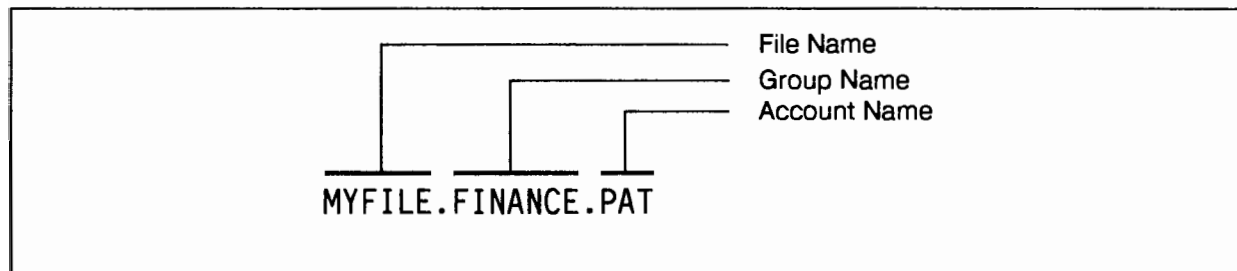 File Name
Group Name
Account Name
MYFILE.FINANCE.PAT